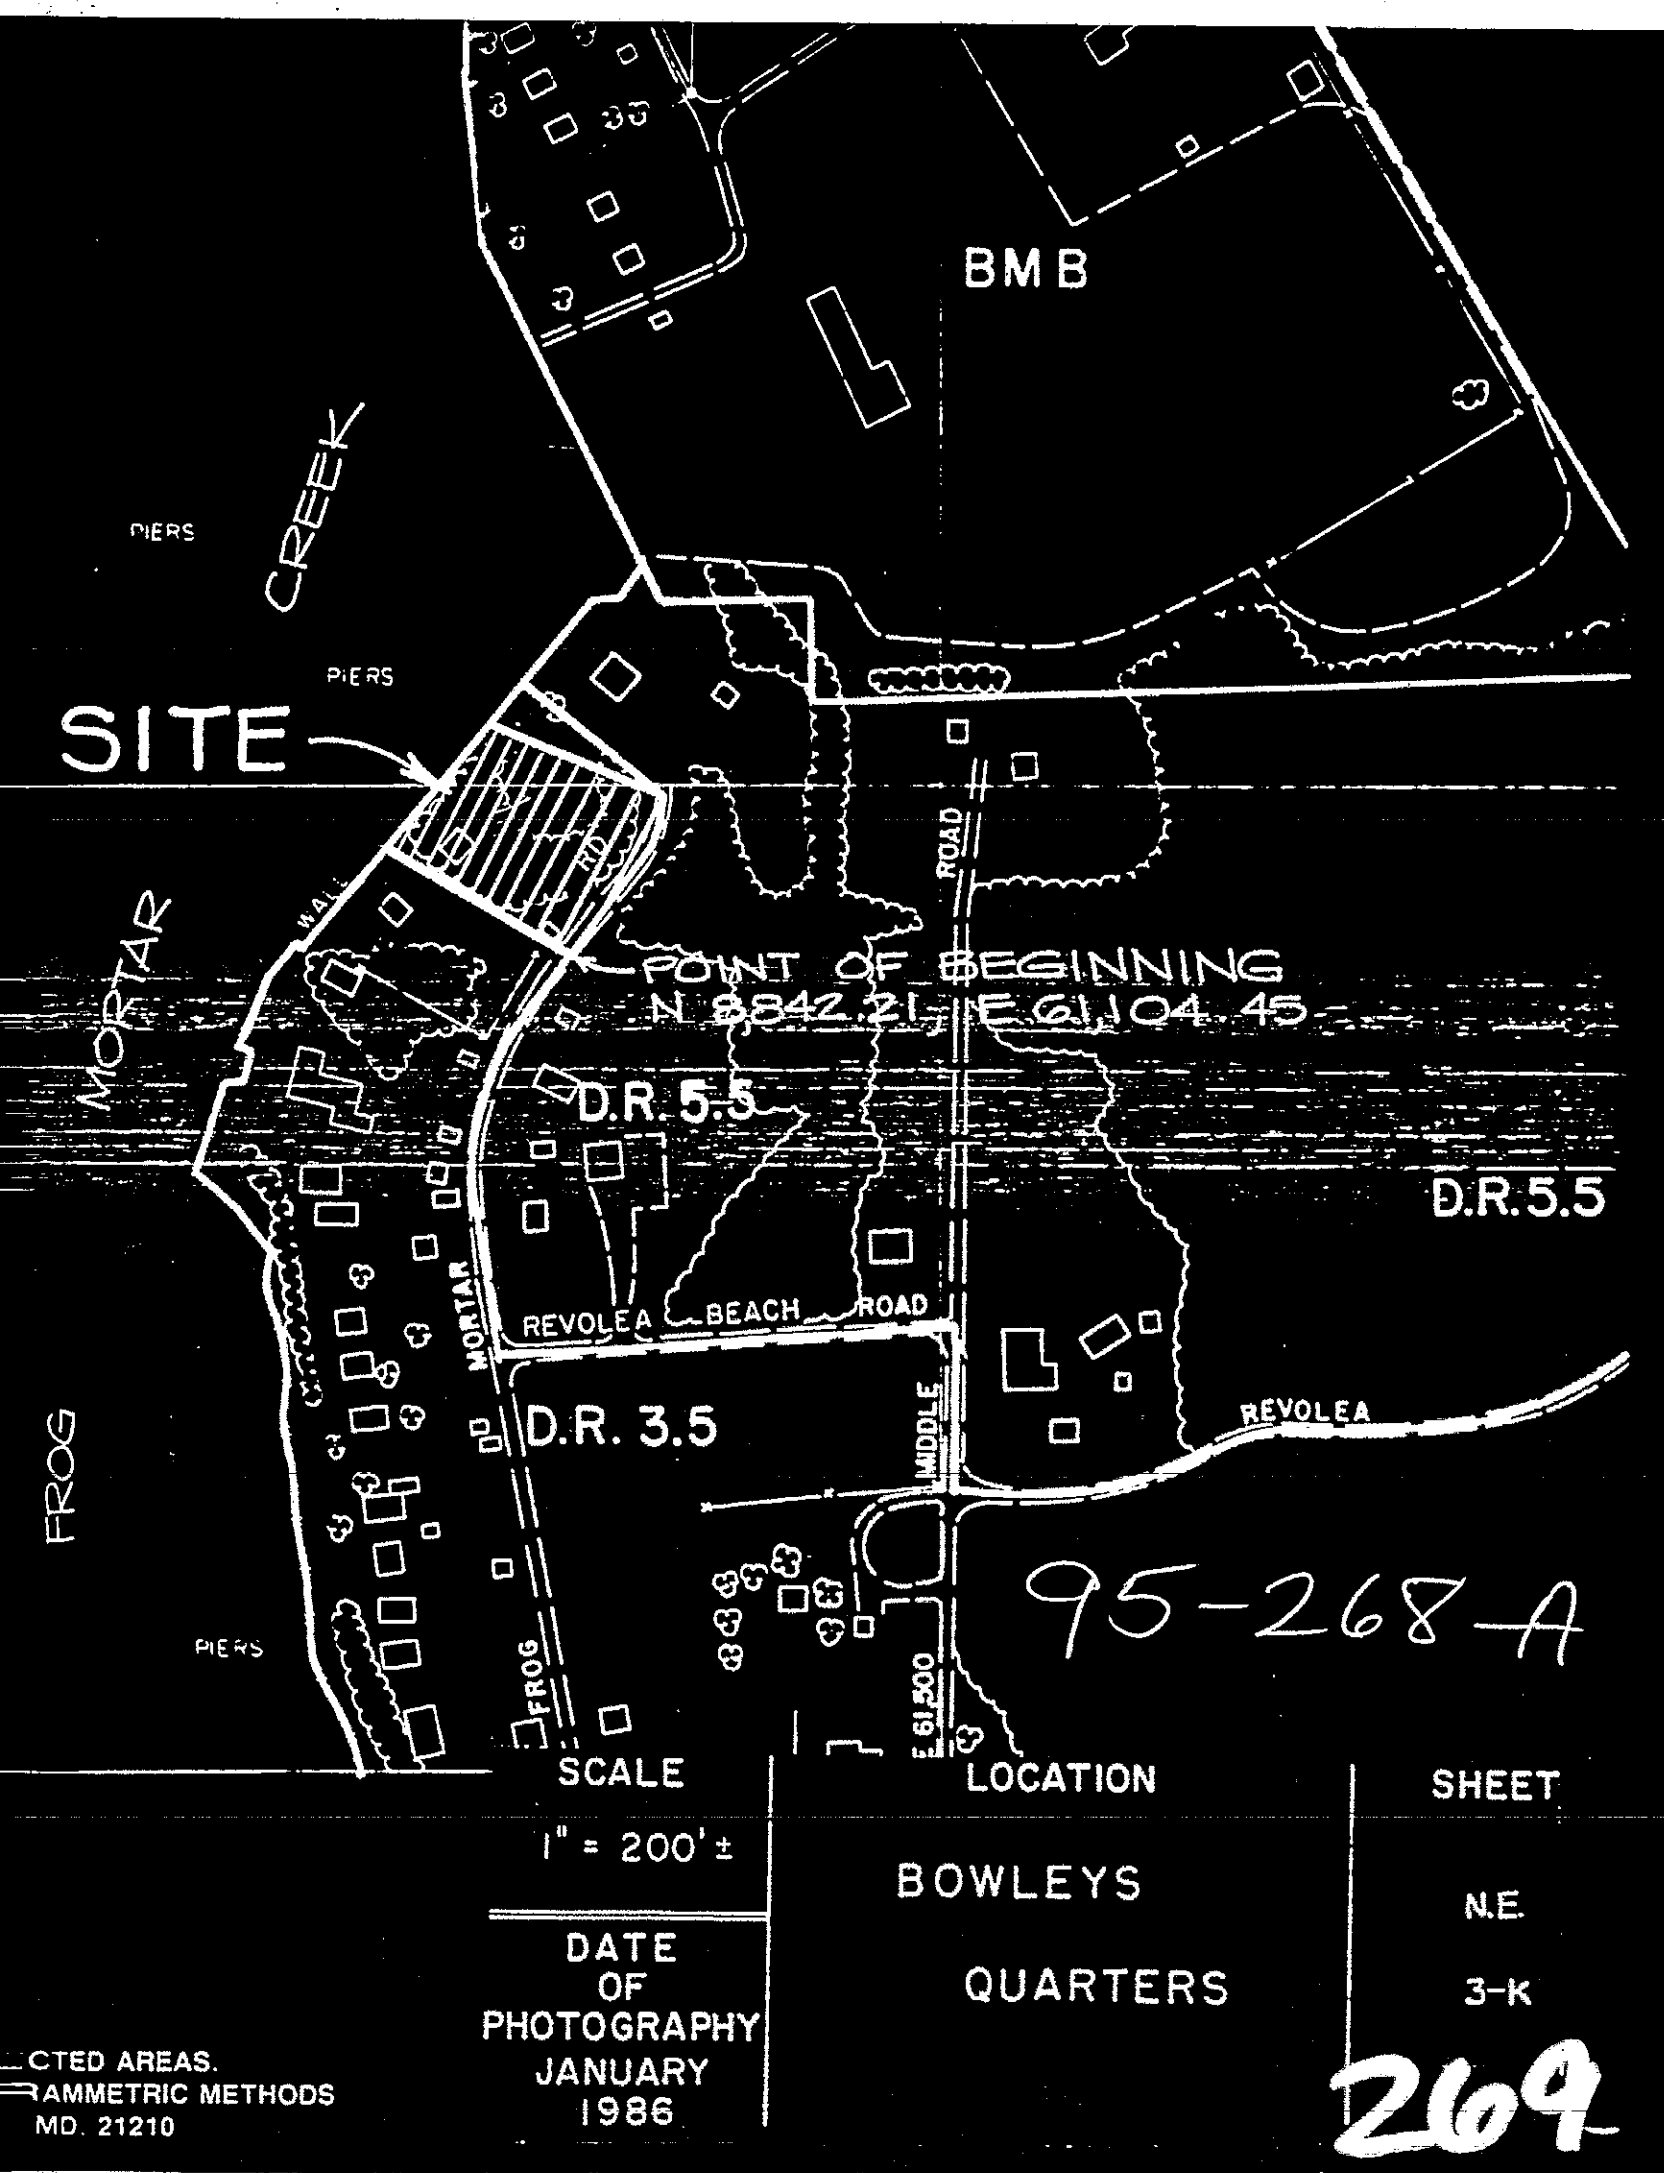 BMB
CREEK
PIERS
PIERS
SITE
RD
ROAD
WALL
MORTAR
POINT OF BEGINNING
N 8842.21 E 61,104.45
D.R. 5.5
D.R. 5.5
MORTAR
REVOLEA BEACH ROAD
D.R. 3.5
MIDDLE
REVOLEA
FROG
95-268-A
PIERS
FROG
E 61,500
SCALE
1" = 200' ±
DATE
OF
PHOTOGRAPHY
JANUARY
1986
LOCATION
BOWLEYS
QUARTERS
SHEET
N.E.
3-K
269
CTED AREAS.
RAMMETRIC METHODS
MD. 21210